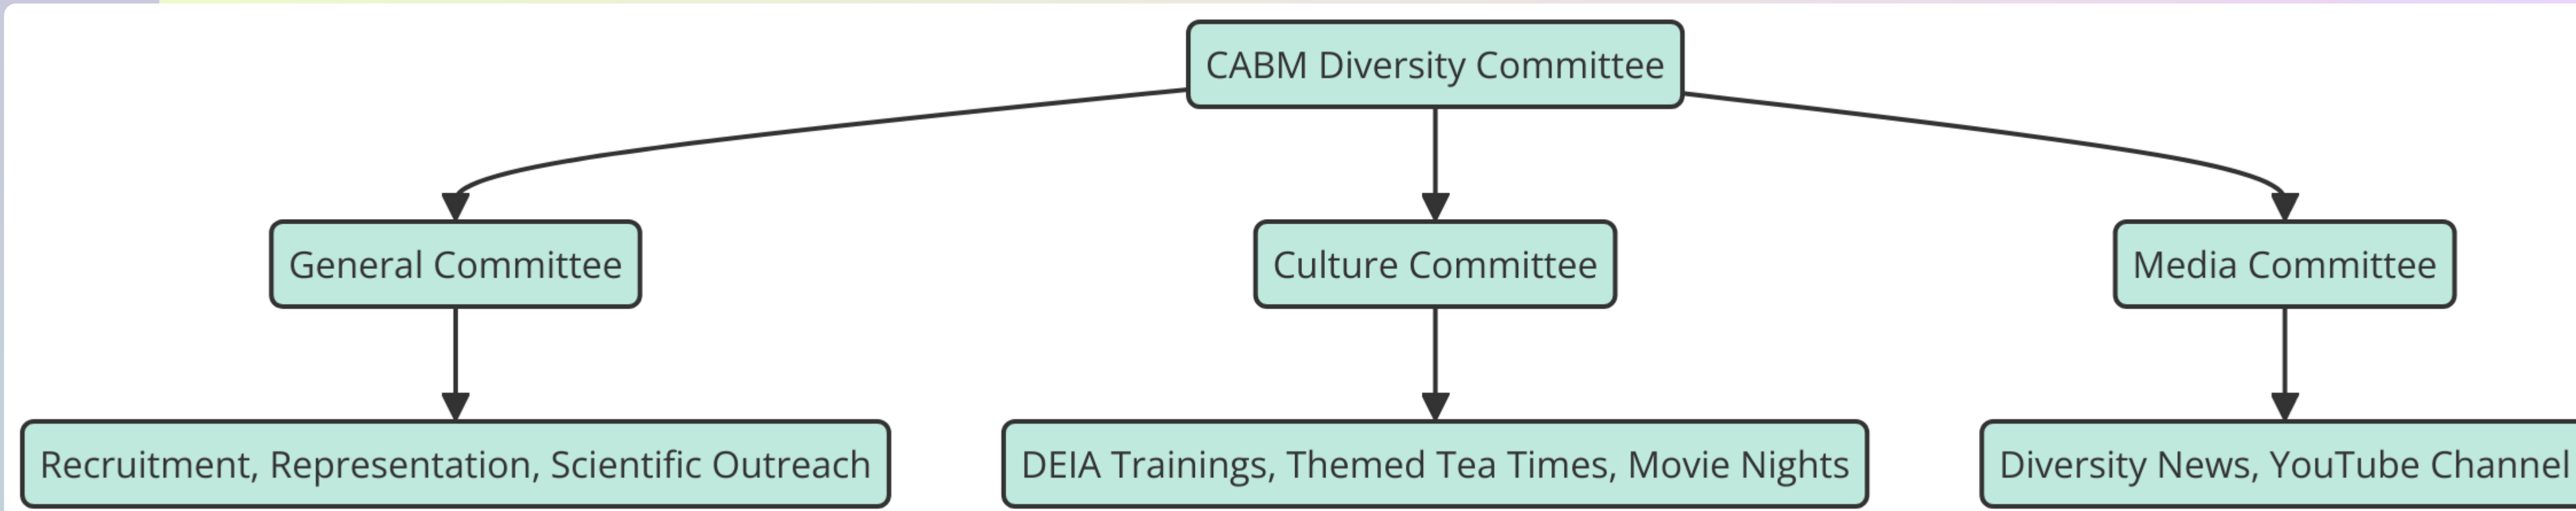 CABM Diversity Committee
General Committee
Culture Committee
Media Committee
Recruitment, Representation, Scientific Outreach
DEIA Trainings, Themed Tea Times, Movie Nights
Diversity News, YouTube Channel